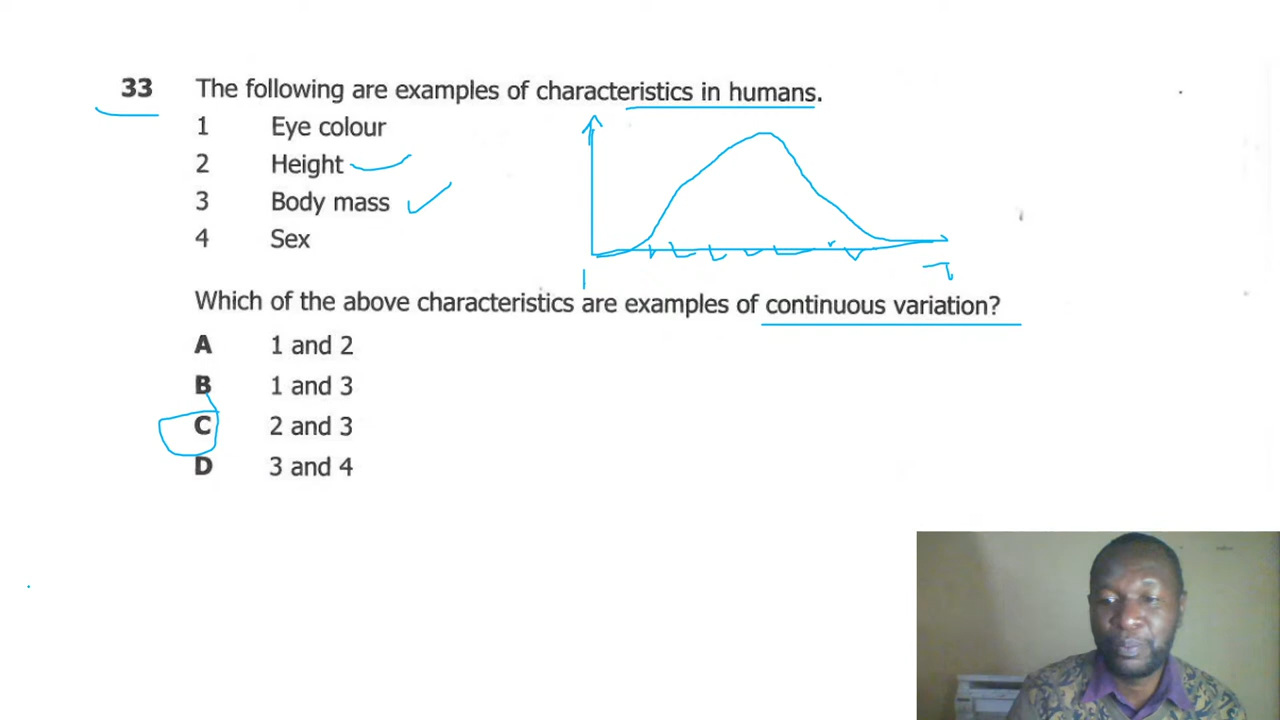 33 The following are examples of characteristics in humans.
1 Eye colour
2 Height
3 Body mass
4 Sex
Which of the above characteristics are examples of continuous variation?
A 1 and 2
B 1 and 3
C 2 and 3
D 3 and 4